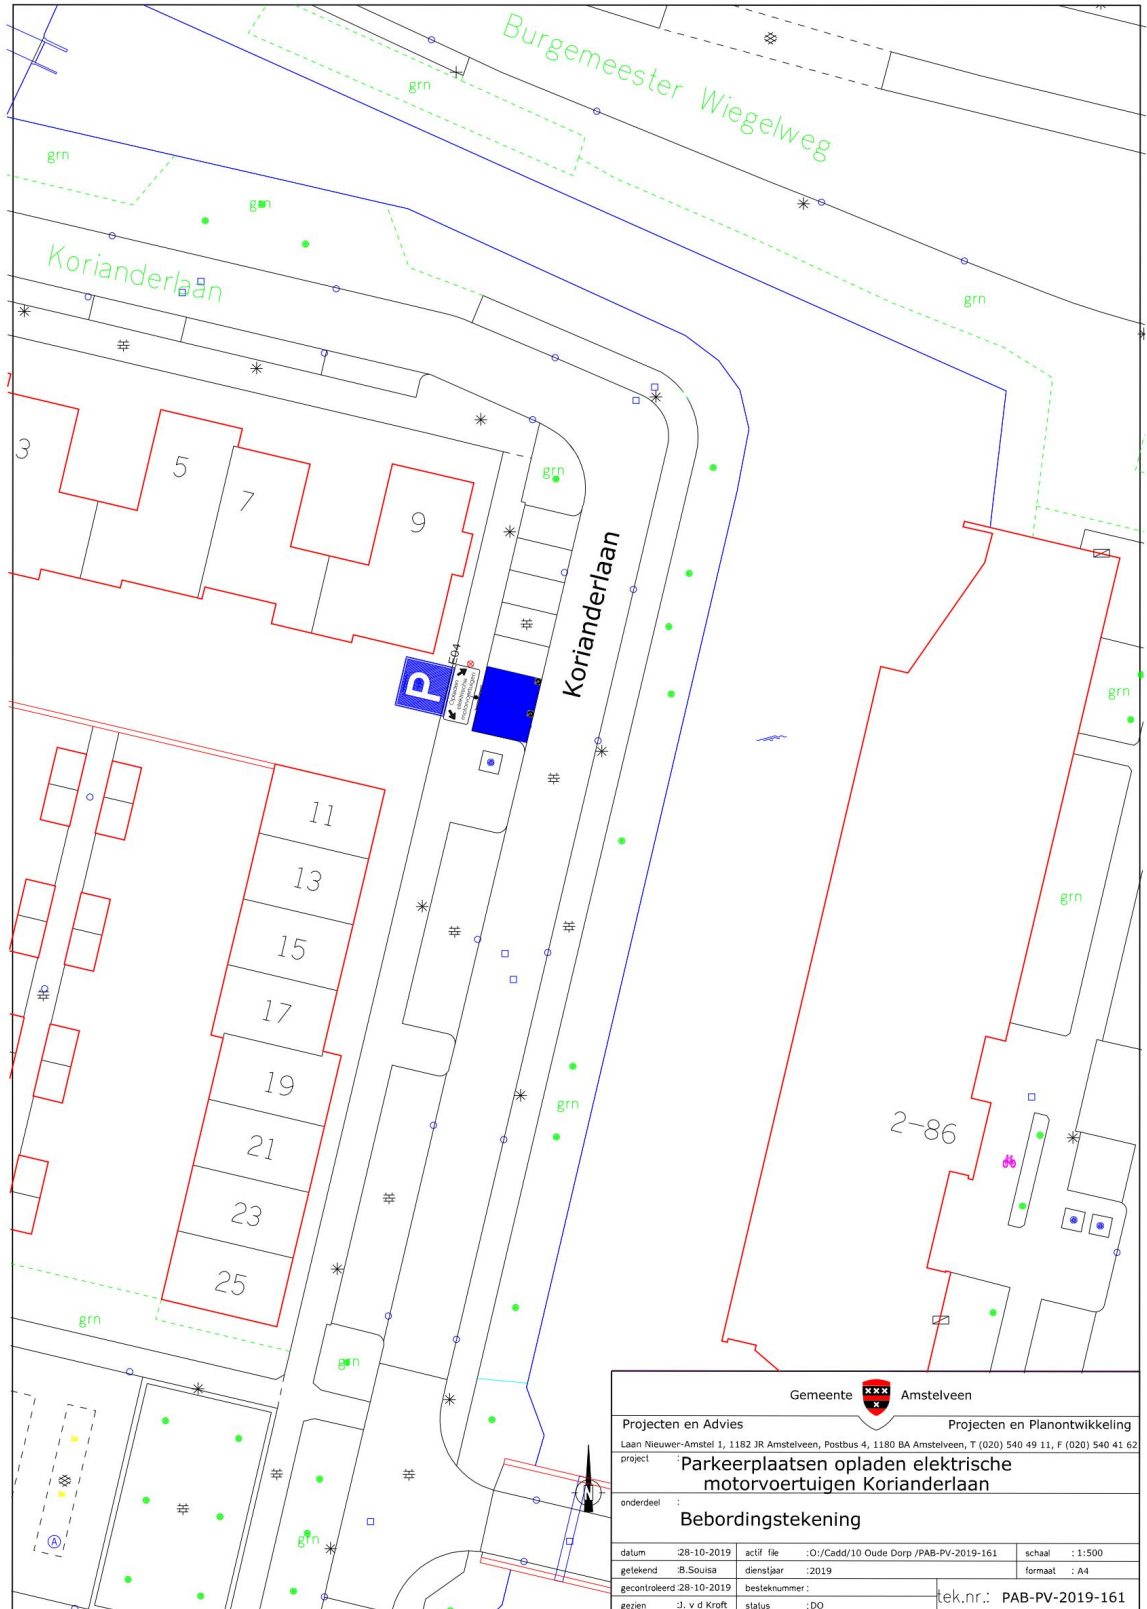 Burgemeester Wiegelweg
grn
grn
grn
Korianderlaan
grn
3
5
7
9
grn
Korianderlaan
E04
P
Opladen
elektrische
motorvoertuigen
grn
11
13
15
17
19
21
23
25
grn
grn
2-86
grn
grn
grn
A
Gemeente Amstelveen
Projecten en Advies Projecten en Planontwikkeling
Laan Nieuwer-Amstel 1, 1182 JR Amstelveen, Postbus 4, 1180 BA Amstelveen, T (020) 540 49 11, F (020) 540 41 62
project : Parkeerplaatsen opladen elektrische
motorvoertuigen Korianderlaan
onderdeel :
Bebordingstekening
datum :28-10-2019 actif file :O:/Cadd/10 Oude Dorp /PAB-PV-2019-161 schaal : 1:500
getekend :B.Souisa dienstjaar :2019 formaat : A4
gecontroleerd :28-10-2019 besteknummer : tek.nr.: PAB-PV-2019-161
gezien :J. v d Kroft status :DO